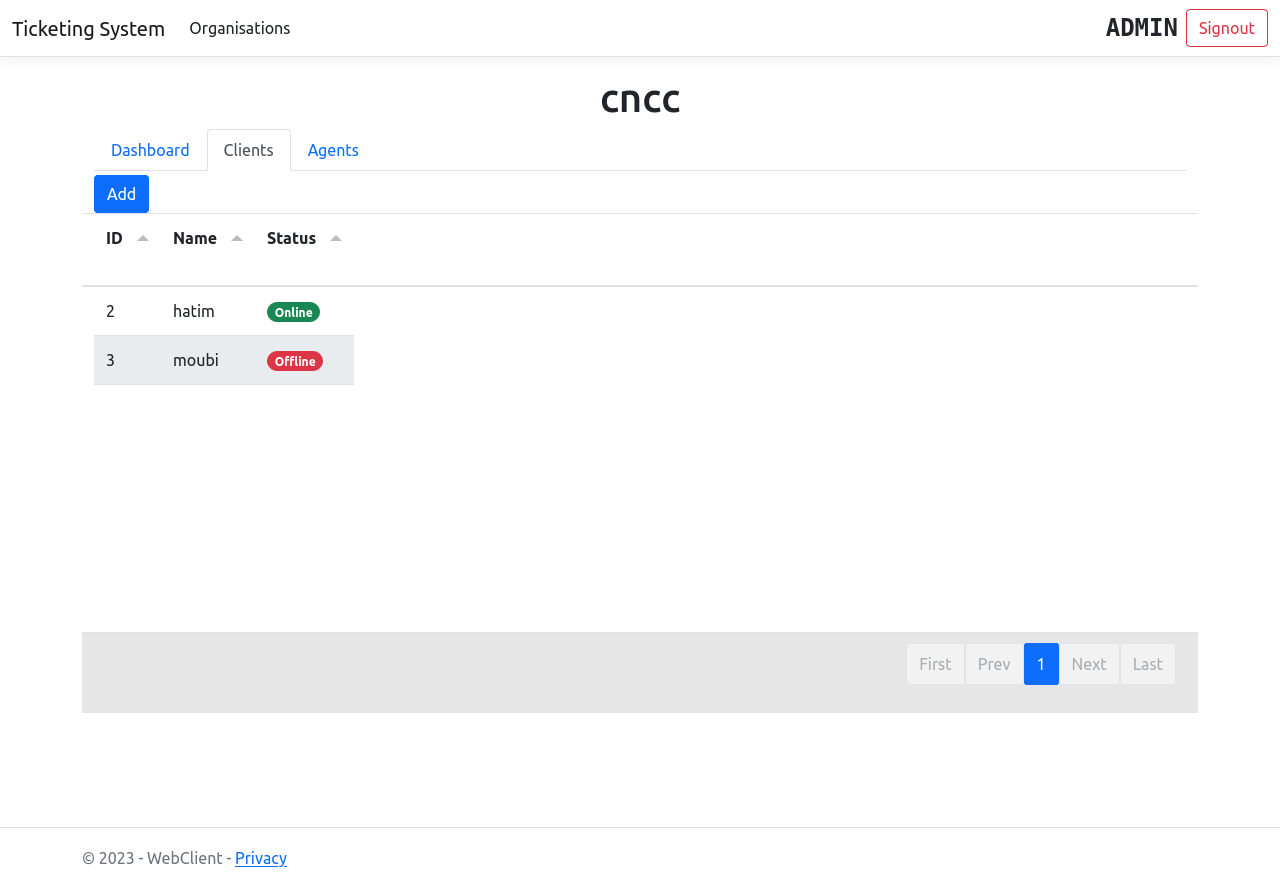 Ticketing System Organisations ADMIN Signout
cncc
Dashboard Clients Agents
Add
ID Name Status
2 hatim Online
3 moubi Offline
First Prev 1 Next Last
© 2023 - WebClient - Privacy